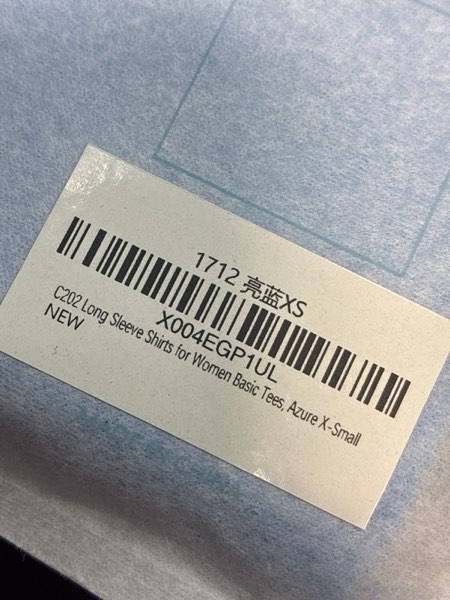 1712 亮蓝XS
X004EGP1UL
C202 Long Sleeve Shirts for Women Basic Tees, Azure X-Small
NEW